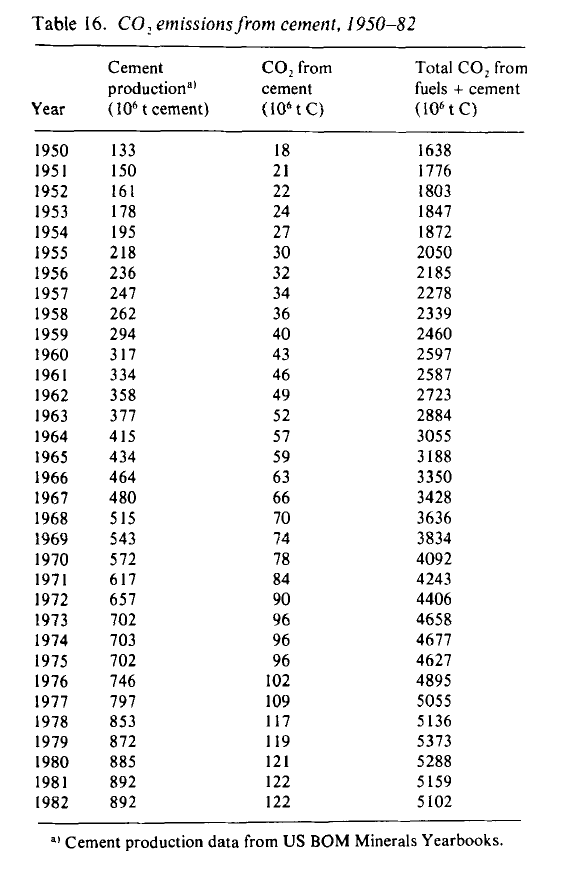 Table 16. CO2 emissions from cement, 1950–82
Cement CO2 from Total CO2 from
production a) cement fuels + cement
Year (10⁶ t cement) (10⁶ t C) (10⁶ t C)
1950 133 18 1638
1951 150 21 1776
1952 161 22 1803
1953 178 24 1847
1954 195 27 1872
1955 218 30 2050
1956 236 32 2185
1957 247 34 2278
1958 262 36 2339
1959 294 40 2460
1960 317 43 2597
1961 334 46 2587
1962 358 49 2723
1963 377 52 2884
1964 415 57 3055
1965 434 59 3188
1966 464 63 3350
1967 480 66 3428
1968 515 70 3636
1969 543 74 3834
1970 572 78 4092
1971 617 84 4243
1972 657 90 4406
1973 702 96 4658
1974 703 96 4677
1975 702 96 4627
1976 746 102 4895
1977 797 109 5055
1978 853 117 5136
1979 872 119 5373
1980 885 121 5288
1981 892 122 5159
1982 892 122 5102
a) Cement production data from US BOM Minerals Yearbooks.